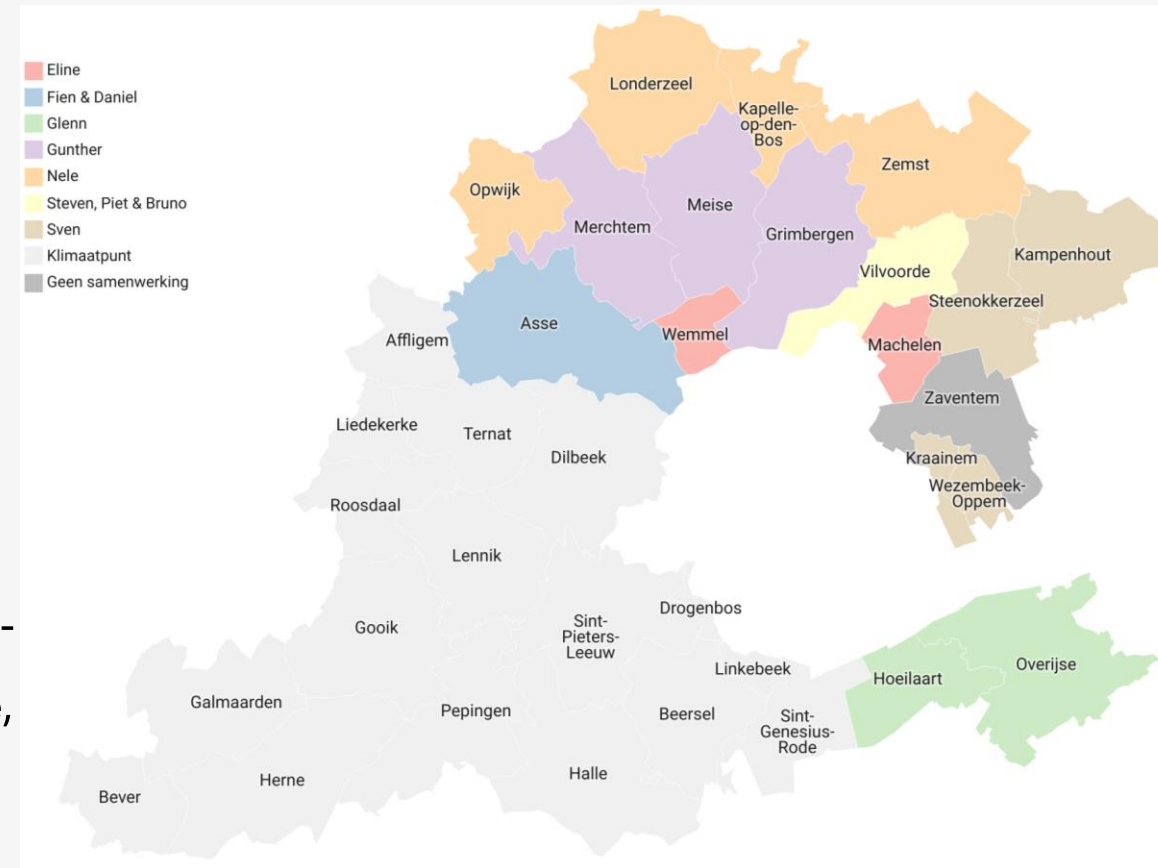 Eline
Fien & Daniel
Glenn
Gunther
Nele
Steven, Piet & Bruno
Sven
Klimaatpunt
Geen samenwerking
Londerzeel
Kapelle-
op-den-
Bos
Zemst
Opwijk
Meise
Merchtem
Grimbergen
Kampenhout
Vilvoorde
Steenokkerzeel
Asse
Wemmel
Affligem
Machelen
Zaventem
Liedekerke
Ternat
Dilbeek
Kraainem
Wezembeek-
Oppem
Roosdaal
Lennik
Drogenbos
Gooik
Sint-
Pieters-
Leeuw
-
Linkebeek
Overijse
Hoeilaart
Galmaarden
Pepingen
Beersel
,
Sint-
Genesius-
Rode
Halle
Herne
Bever